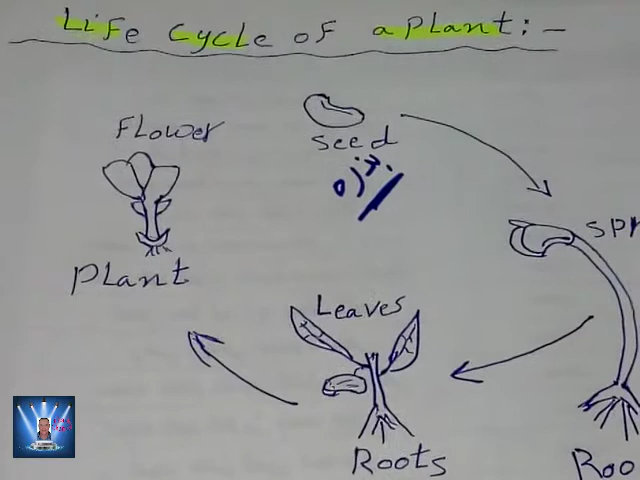 Life Cycle of a Plant:-
Flower
Seed
Plant
Leaves
Roots